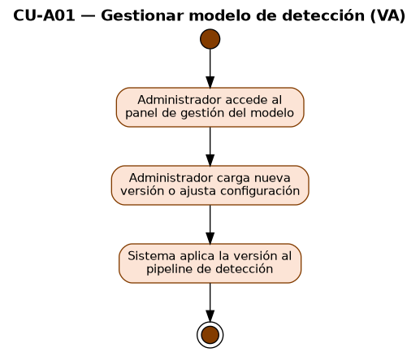 CU-A01 — Gestionar modelo de detección (VA)
Administrador accede al
panel de gestión del modelo
Administrador carga nueva
versión o ajusta configuración
Sistema aplica la versión al
pipeline de detección